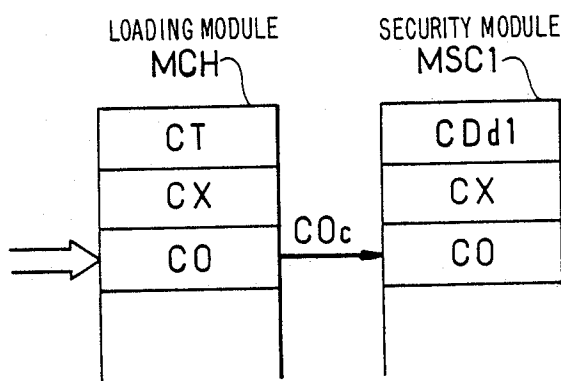 LOADING MODULE
MCH
SECURITY MODULE
MSC1
CT
CX
CO
COc
CDd1
CX
CO